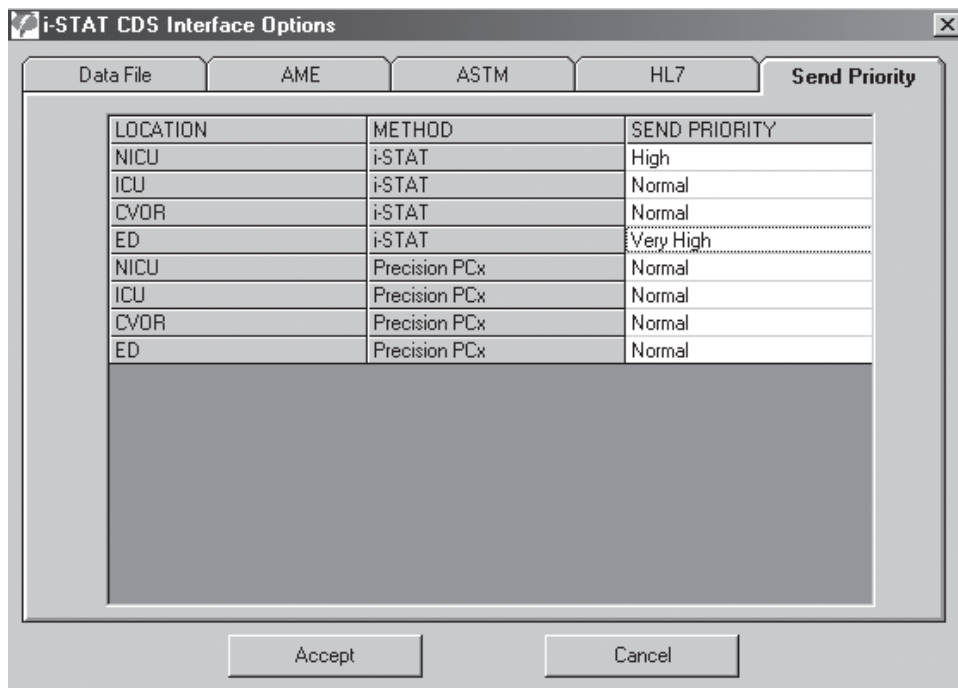 i-STAT CDS Interface Options
Data File AME ASTM HL7 Send Priority
LOCATION METHOD SEND PRIORITY
NICU i-STAT High
ICU i-STAT Normal
CVOR i-STAT Normal
ED i-STAT Very High
NICU Precision PCx Normal
ICU Precision PCx Normal
CVOR Precision PCx Normal
ED Precision PCx Normal
Accept Cancel